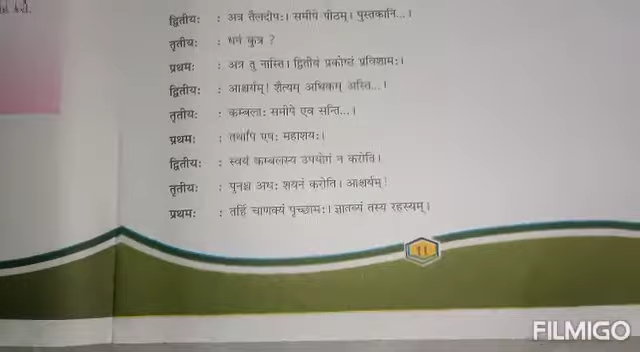 द्वितीयः : अत्र तैलदीपः। समीपे पीठम्। पुस्तकानि...।
तृतीयः : धनं कुत्र ?
प्रथमः : अत्र तु नास्ति। द्वितीयं प्रकोष्ठं प्रविशामः।
द्वितीयः : आश्चर्यम्! शैत्यम् अधिकम् अस्ति...।
तृतीयः : कम्बलाः समीपे एव सन्ति...।
प्रथमः : तथापि एषः महाशयः।
द्वितीयः : स्वयं कम्बलस्य उपयोगं न करोति।
तृतीयः : पुनश्च अधः शयनं करोति। आश्चर्यम्!
प्रथमः : तर्हि चाणक्यं पृच्छामः। ज्ञातव्यं तस्य रहस्यम्।
11
FILMIGO